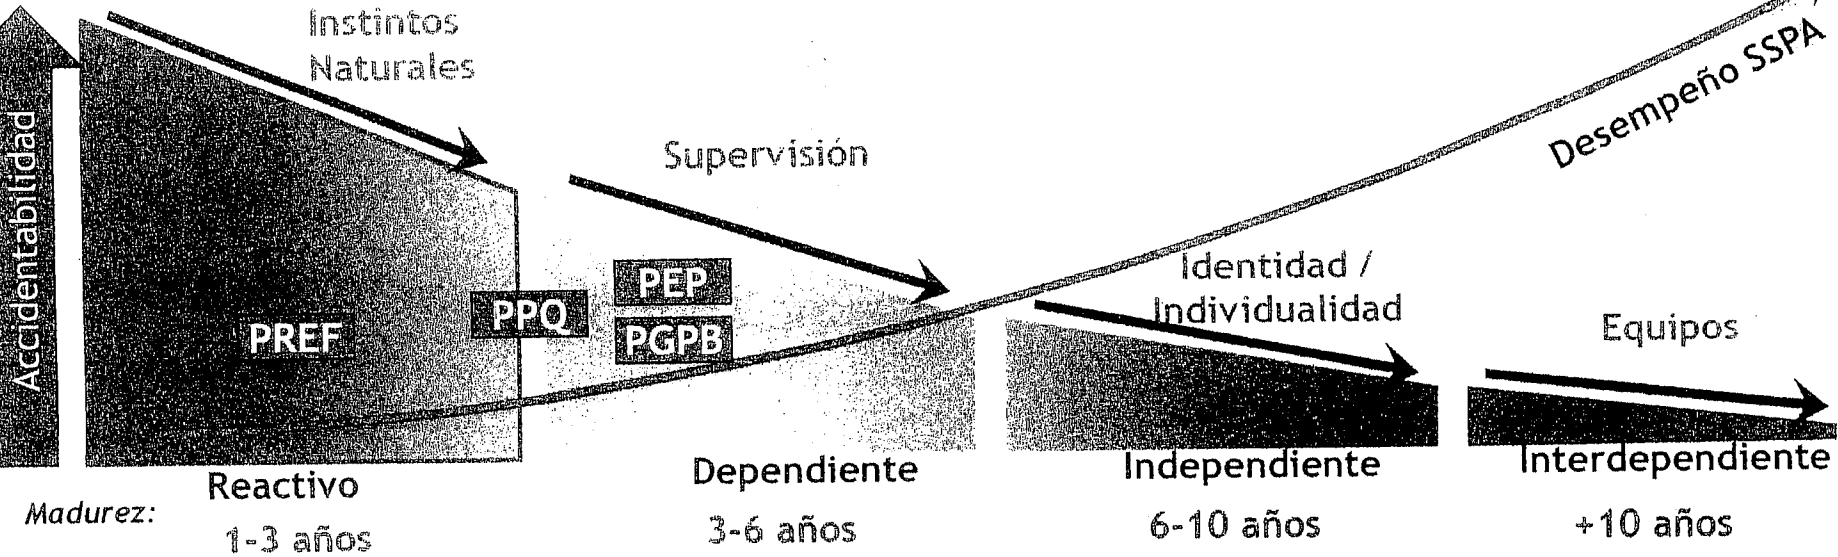 Instintos
Naturales
Supervisión
Desempeño SSPA
Accidentabilidad
PREF
PPQ
PEP
PGPB
Identidad /
Individualidad
Equipos
Reactivo
Dependiente
Independiente
Interdependiente
Madurez:
1-3 años
3-6 años
6-10 años
+10 años